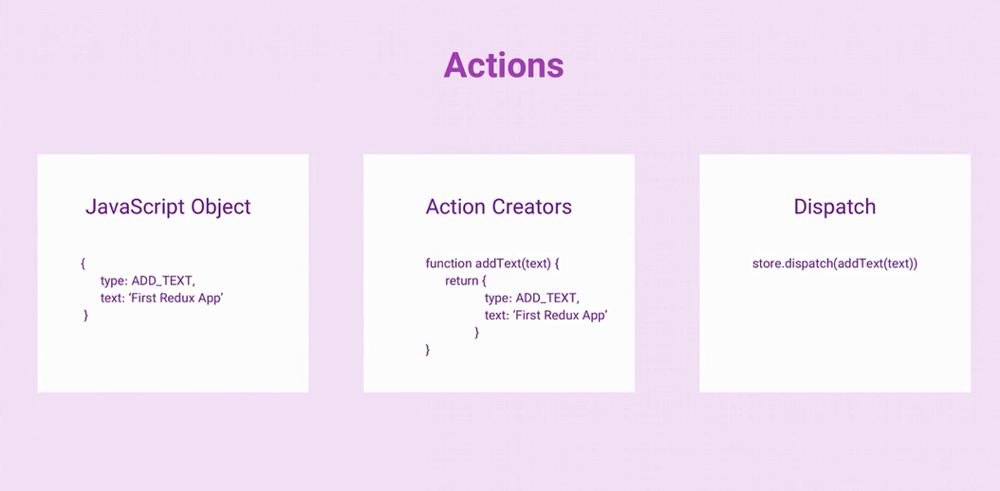 Actions
JavaScript Object
{
type: ADD_TEXT,
text: ‘First Redux App’
}
Action Creators
function addText(text) {
return {
type: ADD_TEXT,
text: ‘First Redux App’
}
}
Dispatch
store.dispatch(addText(text))